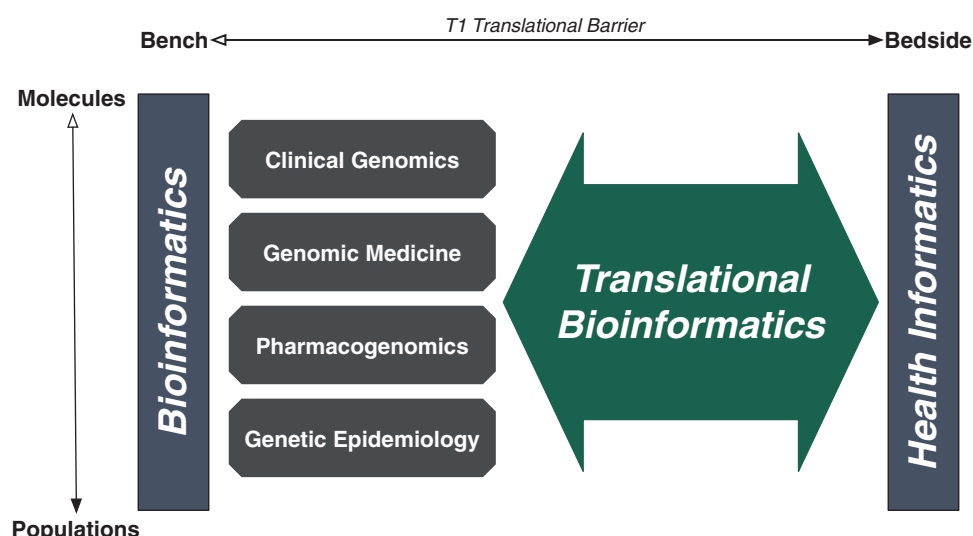 T1 Translational Barrier
Bench
Bedside
Molecules
Populations
Bioinformatics
Clinical Genomics
Genomic Medicine
Pharmacogenomics
Genetic Epidemiology
Translational
Bioinformatics
Health Informatics